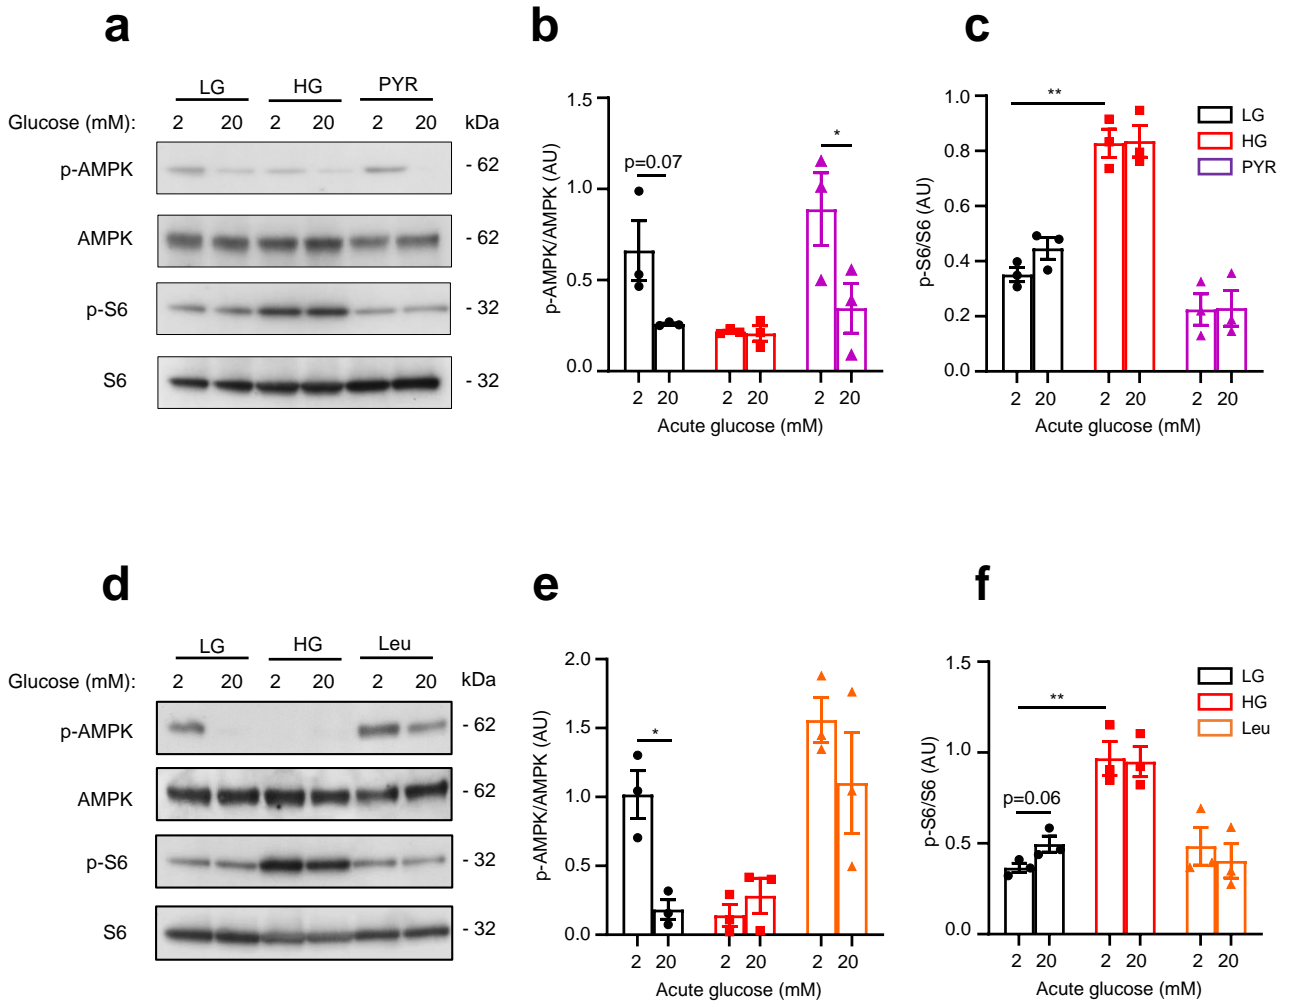 a
LG HG PYR
Glucose (mM): 2 20 2 20 2 20 kDa
p-AMPK - 62
AMPK - 62
p-S6 - 32
S6 - 32
b
p-AMPK/AMPK (AU)
1.5
1.0
0.5
0.0
p=0.07
*
2 20 2 20 2 20
Acute glucose (mM)
c
p-S6/S6 (AU)
1.0
0.8
0.6
0.4
0.2
0.0
**
LG
HG
PYR
2 20 2 20 2 20
Acute glucose (mM)
d
LG HG Leu
Glucose (mM): 2 20 2 20 2 20 kDa
p-AMPK - 62
AMPK - 62
p-S6 - 32
S6 - 32
e
p-AMPK/AMPK (AU)
2.0
1.5
1.0
0.5
0.0
*
2 20 2 20 2 20
Acute glucose (mM)
f
p-S6/S6 (AU)
1.5
1.0
0.5
0.0
p=0.06
**
LG
HG
Leu
2 20 2 20 2 20
Acute glucose (mM)